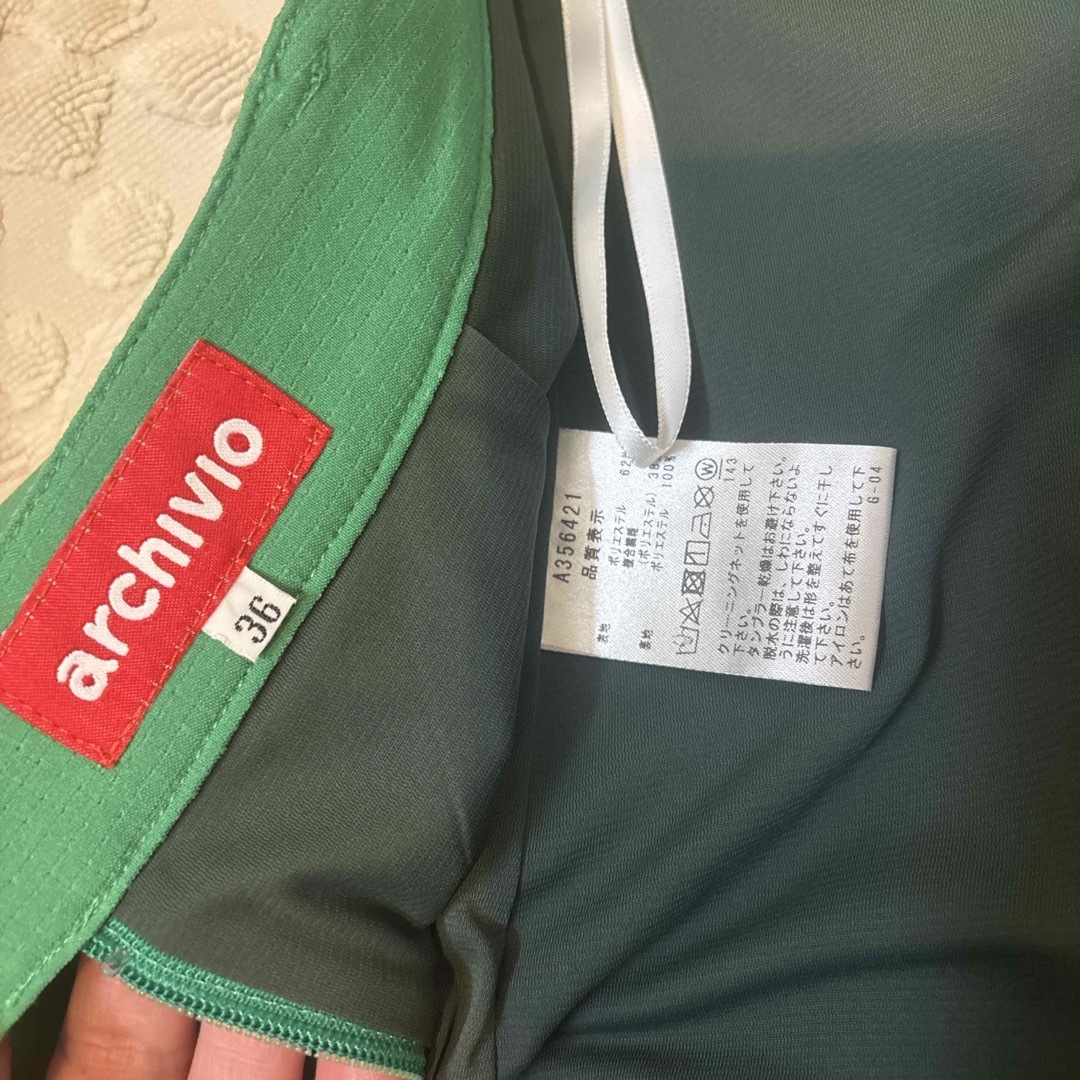 archivio
36
A356421
品質表示
表地 ポリエステル 62
複合繊維
(ポリエステル) 38
裏地 ポリエステル 100%
W
143
クリーニングネットを使用して
下さい。
タンブラー乾燥はお避け下さい。
脱水の際は、しわにならないよ
うに注意して下さい。
洗濯後は形を整えてすぐに干し
て下さい。
アイロンはあて布を使用して下
さい。
G-04